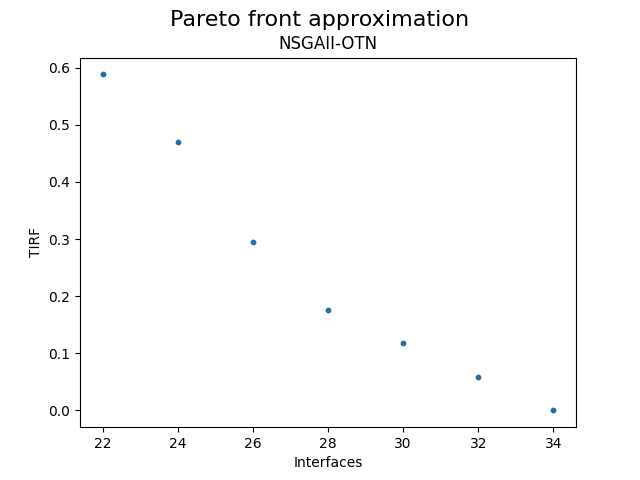 Pareto front approximation
NSGAII-OTN
0.6
0.5
0.4
0.3
0.2
0.1
0.0
TIRF
22 24 26 28 30 32 34
Interfaces